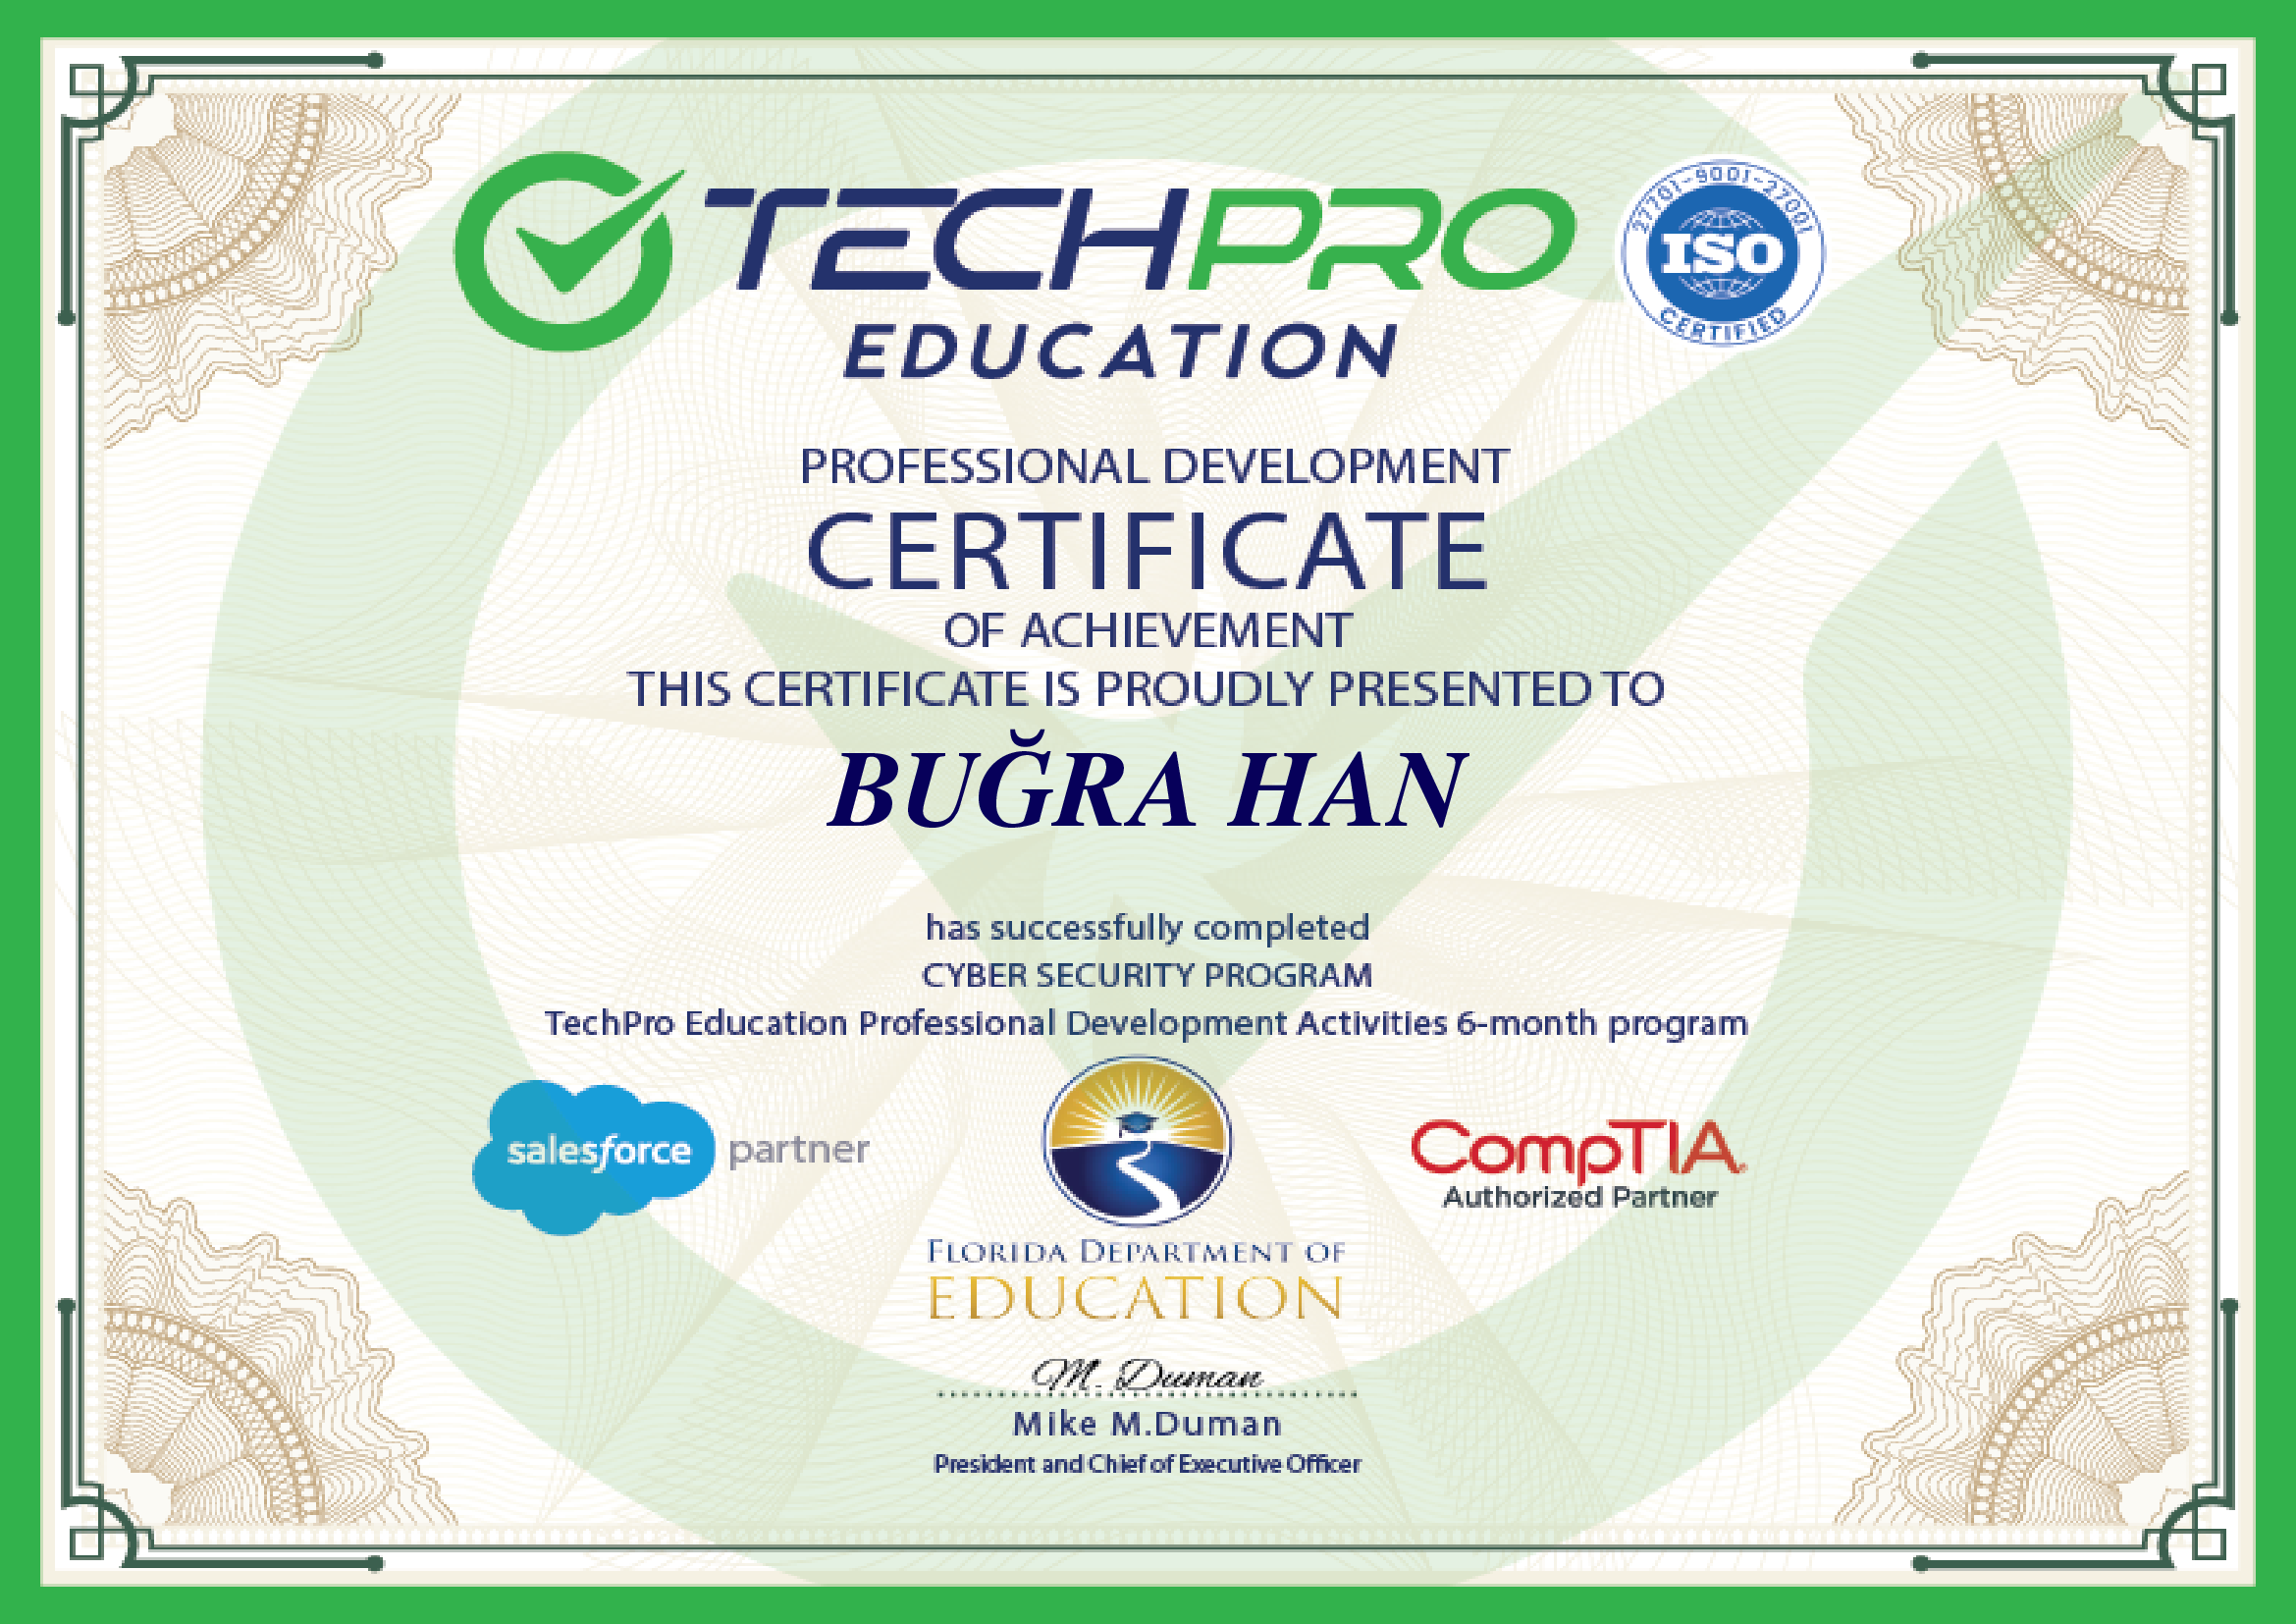 TECHPRO
EDUCATION
27701-9001-27001
ISO
CERTIFIED
PROFESSIONAL DEVELOPMENT
CERTIFICATE
OF ACHIEVEMENT
THIS CERTIFICATE IS PROUDLY PRESENTED TO
BUĞRA HAN
has successfully completed
CYBER SECURITY PROGRAM
TechPro Education Professional Development Activities 6-month program
salesforce partner
FLORIDA DEPARTMENT OF
EDUCATION
CompTIA
Authorized Partner
M. Duman
Mike M.Duman
President and Chief of Executive Officer